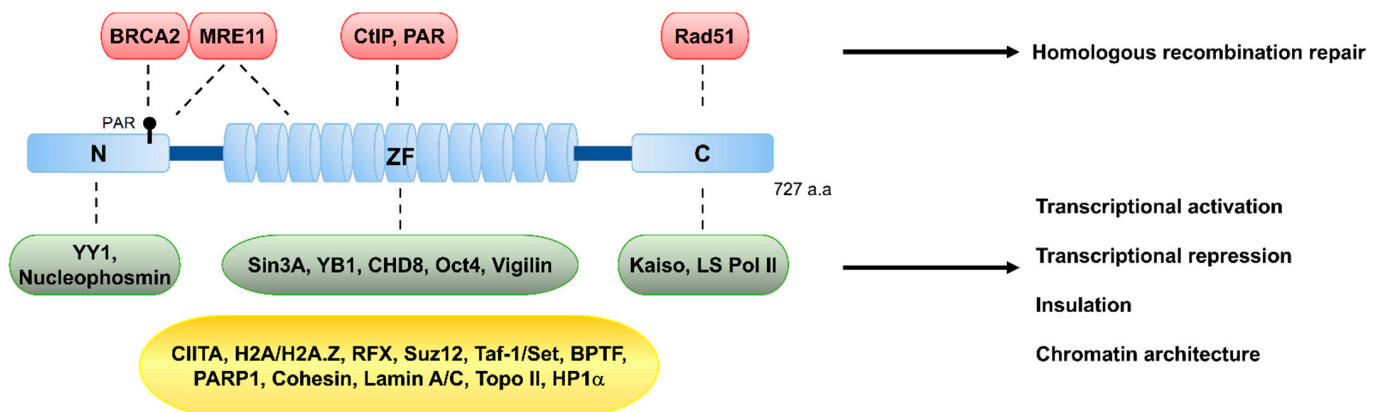 BRCA2
MRE11
CtIP, PAR
Rad51
Homologous recombination repair
PAR
N
ZF
C
727 a.a
YY1,
Nucleophosmin
Sin3A, YB1, CHD8, Oct4, Vigilin
Kaiso, LS Pol II
Transcriptional activation
Transcriptional repression
Insulation
Chromatin architecture
CIITA, H2A/H2A.Z, RFX, Suz12, Taf-1/Set, BPTF,
PARP1, Cohesin, Lamin A/C, Topo II, HP1α